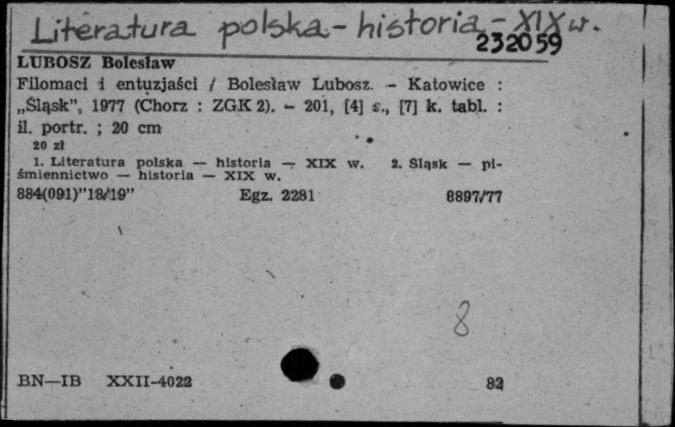 Literatura polska - historia - XIX w.
232059
LUBOSZ Bolesław
Filomaci i entuzjaści / Bolesław Lubosz. – Katowice :
„Śląsk”, 1977 (Chorz : ZGK 2). – 201, [4] s., [7] k. tabl. :
il. portr. ; 20 cm
20 zł
1. Literatura polska — historia — XIX w. 2. Śląsk — pi-
śmiennictwo — historia — XIX w.
884(091)”18/19” Egz. 2281 8897/77
8
BN—IB XXII-4022 82